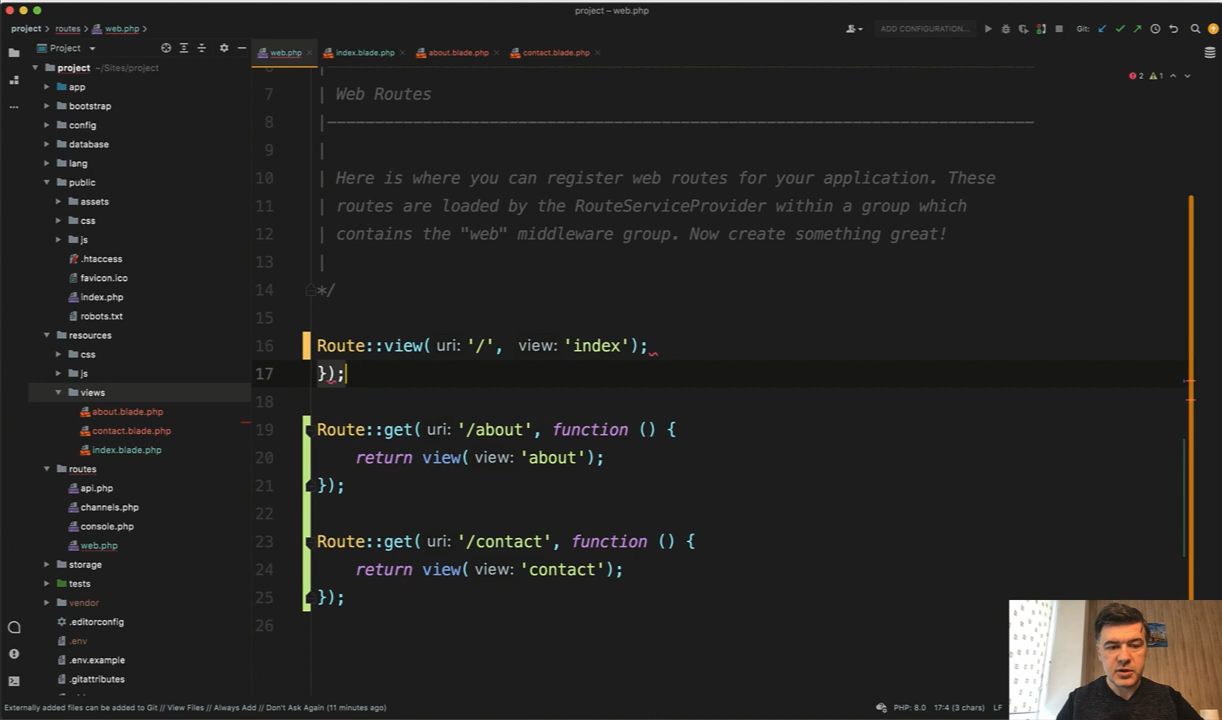 project – web.php
project routes web.php
ADD CONFIGURATION...
Git:
Project
web.php
index.blade.php
about.blade.php
contact.blade.php
project ~/Sites/project
app
bootstrap
config
database
lang
public
assets
css
js
.htaccess
favicon.ico
index.php
robots.txt
resources
css
js
views
about.blade.php
contact.blade.php
index.blade.php
routes
api.php
channels.php
console.php
web.php
storage
tests
vendor
.editorconfig
.env
.env.example
.gitattributes
2 1
7 | Web Routes
8 |--------------------------------------------------------------------------
9 |
10 | Here is where you can register web routes for your application. These
11 | routes are loaded by the RouteServiceProvider within a group which
12 | contains the "web" middleware group. Now create something great!
13 |
14 */
15
16 Route::view( uri: '/', view: 'index');
17 });
18
19 Route::get( uri: '/about', function () {
20 return view( view: 'about');
21 });
22
23 Route::get( uri: '/contact', function () {
24 return view( view: 'contact');
25 });
26
Externally added files can be added to Git // View Files // Always Add // Don't Ask Again (11 minutes ago)
PHP: 8.0 17:4 (3 chars) LF